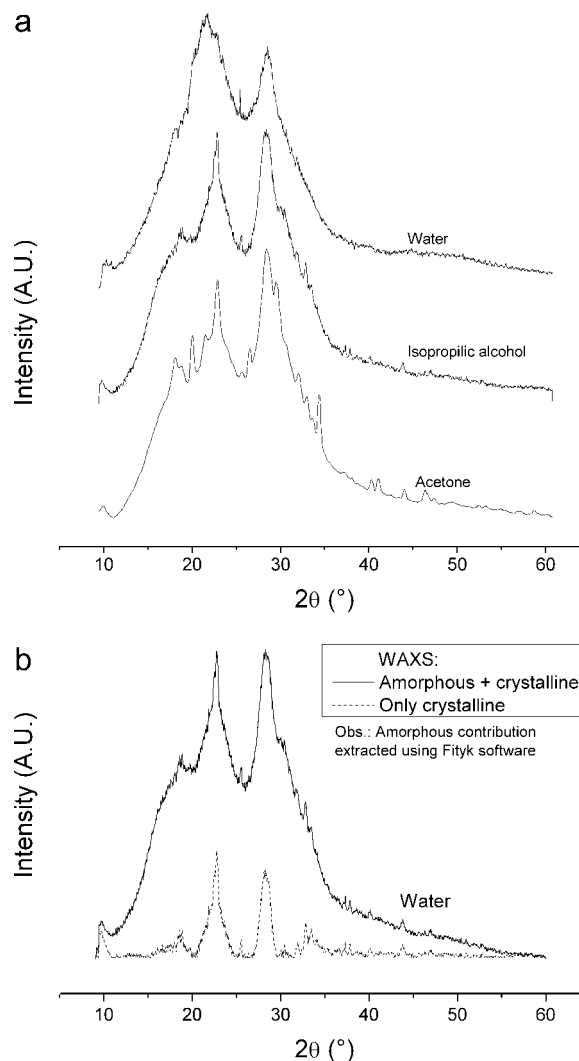 a
Intensity (A.U.)
Water
Isopropilic alcohol
Acetone
10 20 30 40 50 60
2θ (°)
b
Intensity (A.U.)
WAXS:
Amorphous + crystalline
Only crystalline
Obs.: Amorphous contribution
extracted using Fityk software
Water
10 20 30 40 50 60
2θ (°)